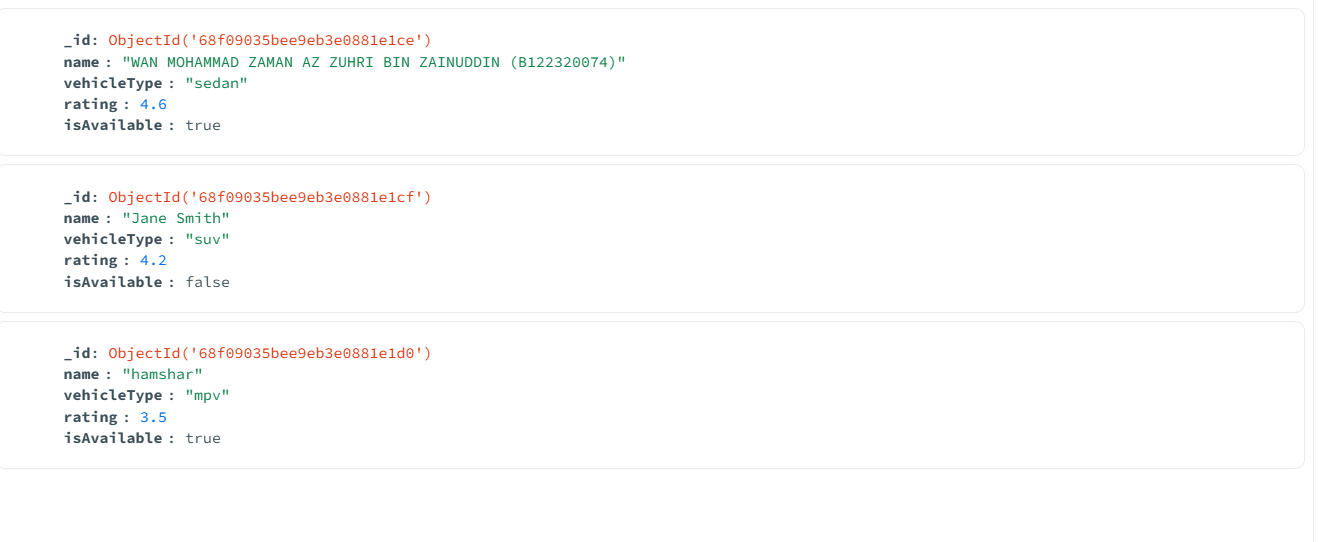 _id: ObjectId('68f09035bee9eb3e0881e1ce')
name : "WAN MOHAMMAD ZAMAN AZ ZUHRI BIN ZAINUDDIN (B122320074)"
vehicleType : "sedan"
rating : 4.6
isAvailable : true
_id: ObjectId('68f09035bee9eb3e0881e1cf')
name : "Jane Smith"
vehicleType : "suv"
rating : 4.2
isAvailable : false
_id: ObjectId('68f09035bee9eb3e0881e1d0')
name : "hamshar"
vehicleType : "mpv"
rating : 3.5
isAvailable : true